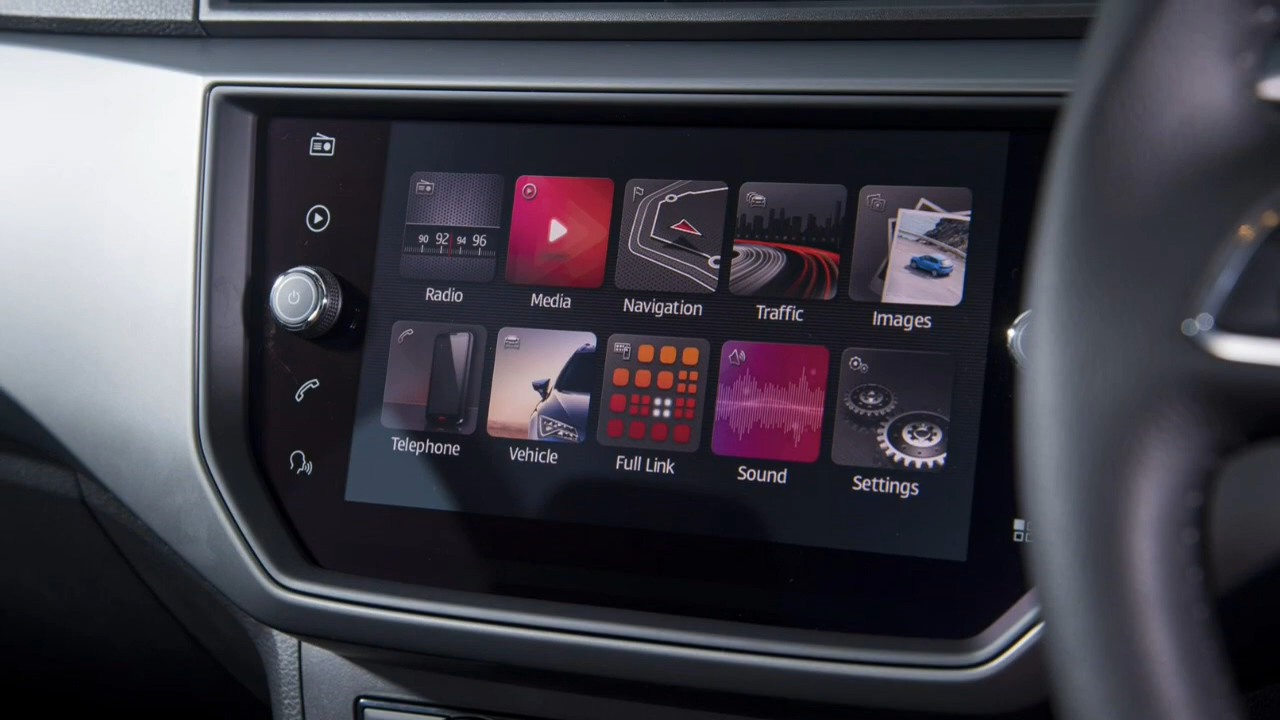 90 92 94 96
Radio Media Navigation Traffic Images
Telephone Vehicle Full Link Sound Settings